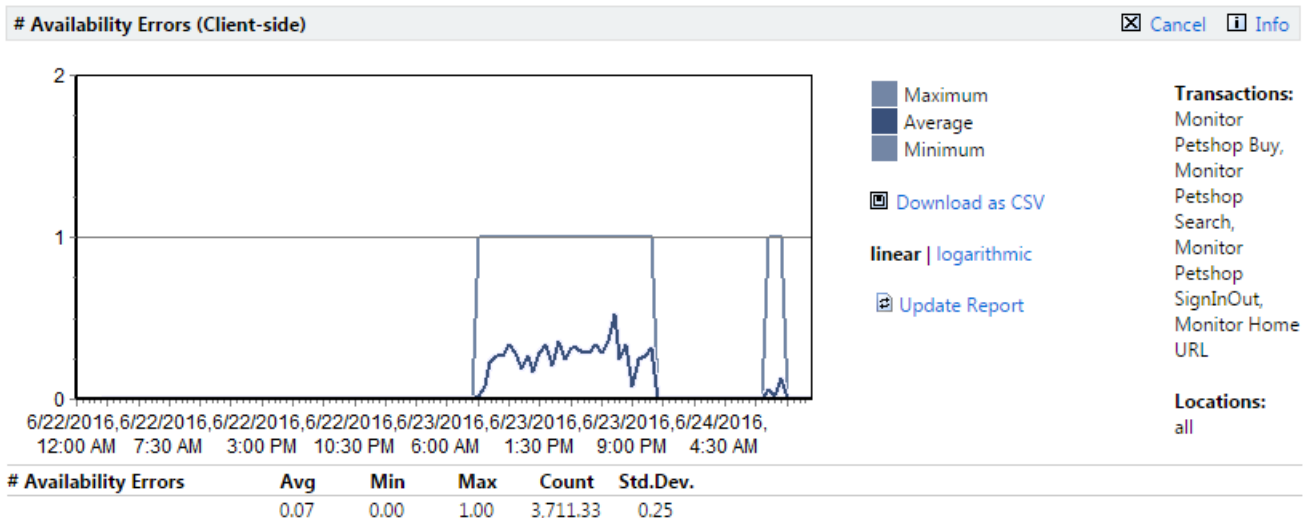 # Availability Errors (Client-side)
Cancel
Info
2
1
0
6/22/2016,6/22/2016,6/22/2016,6/22/2016,6/23/2016,6/23/2016,6/23/2016,6/24/2016,
12:00 AM 7:30 AM 3:00 PM 10:30 PM 6:00 AM 1:30 PM 9:00 PM 4:30 AM
Maximum
Average
Minimum
Download as CSV
linear | logarithmic
Update Report
Transactions:
Monitor
Petshop Buy,
Monitor
Petshop
Search,
Monitor
Petshop
SignInOut,
Monitor Home
URL
Locations:
all
# Availability Errors Avg Min Max Count Std.Dev.
0.07 0.00 1.00 3,711.33 0.25